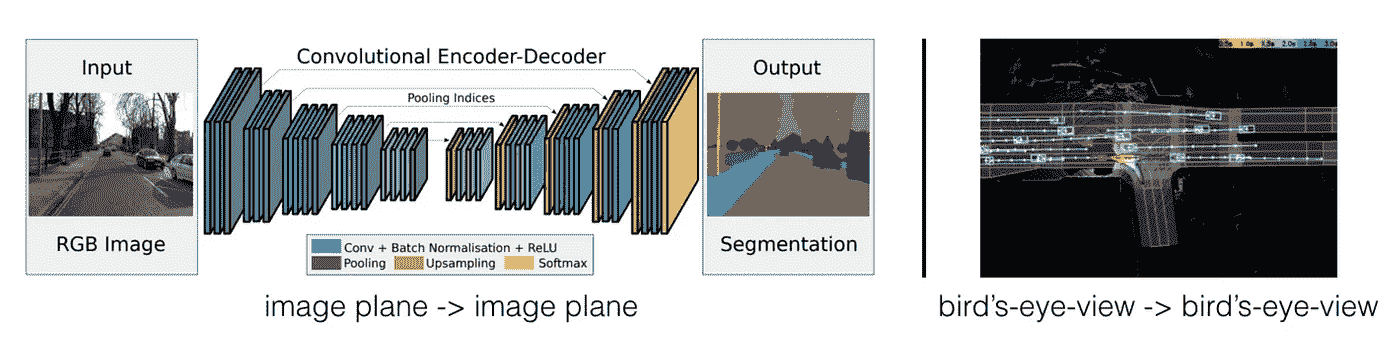 Input
RGB Image
Convolutional Encoder-Decoder
Pooling Indices
Conv + Batch Normalisation + ReLU
Pooling Upsampling Softmax
Output
Segmentation
image plane -> image plane
1.0s 1.5s 2.0s 2.5s 3.0s
bird's-eye-view -> bird's-eye-view